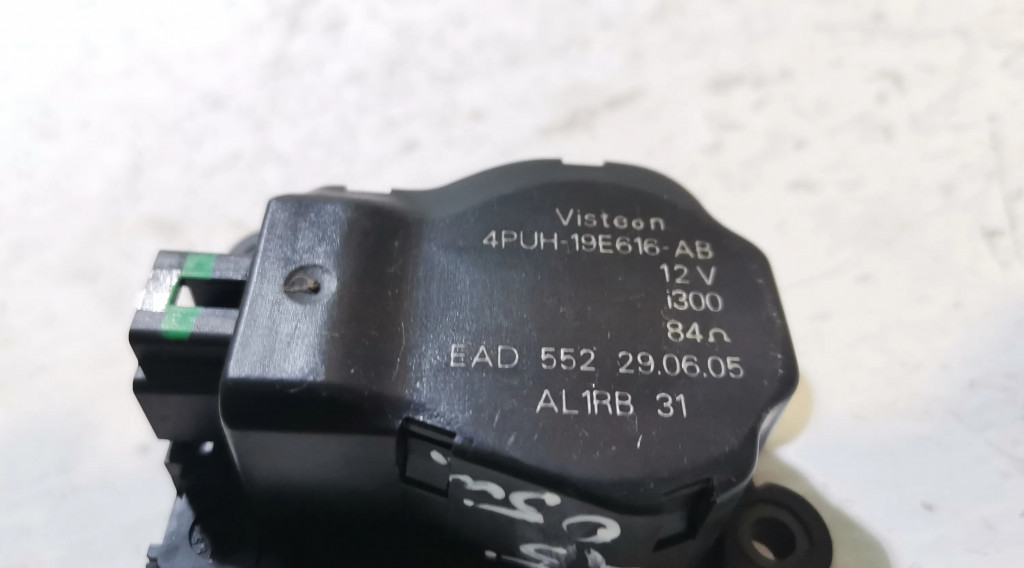 Visteon
4PUH-19E616-AB
12 V
i300
84Ω
EAD 552 29.06.05
AL1RB 31